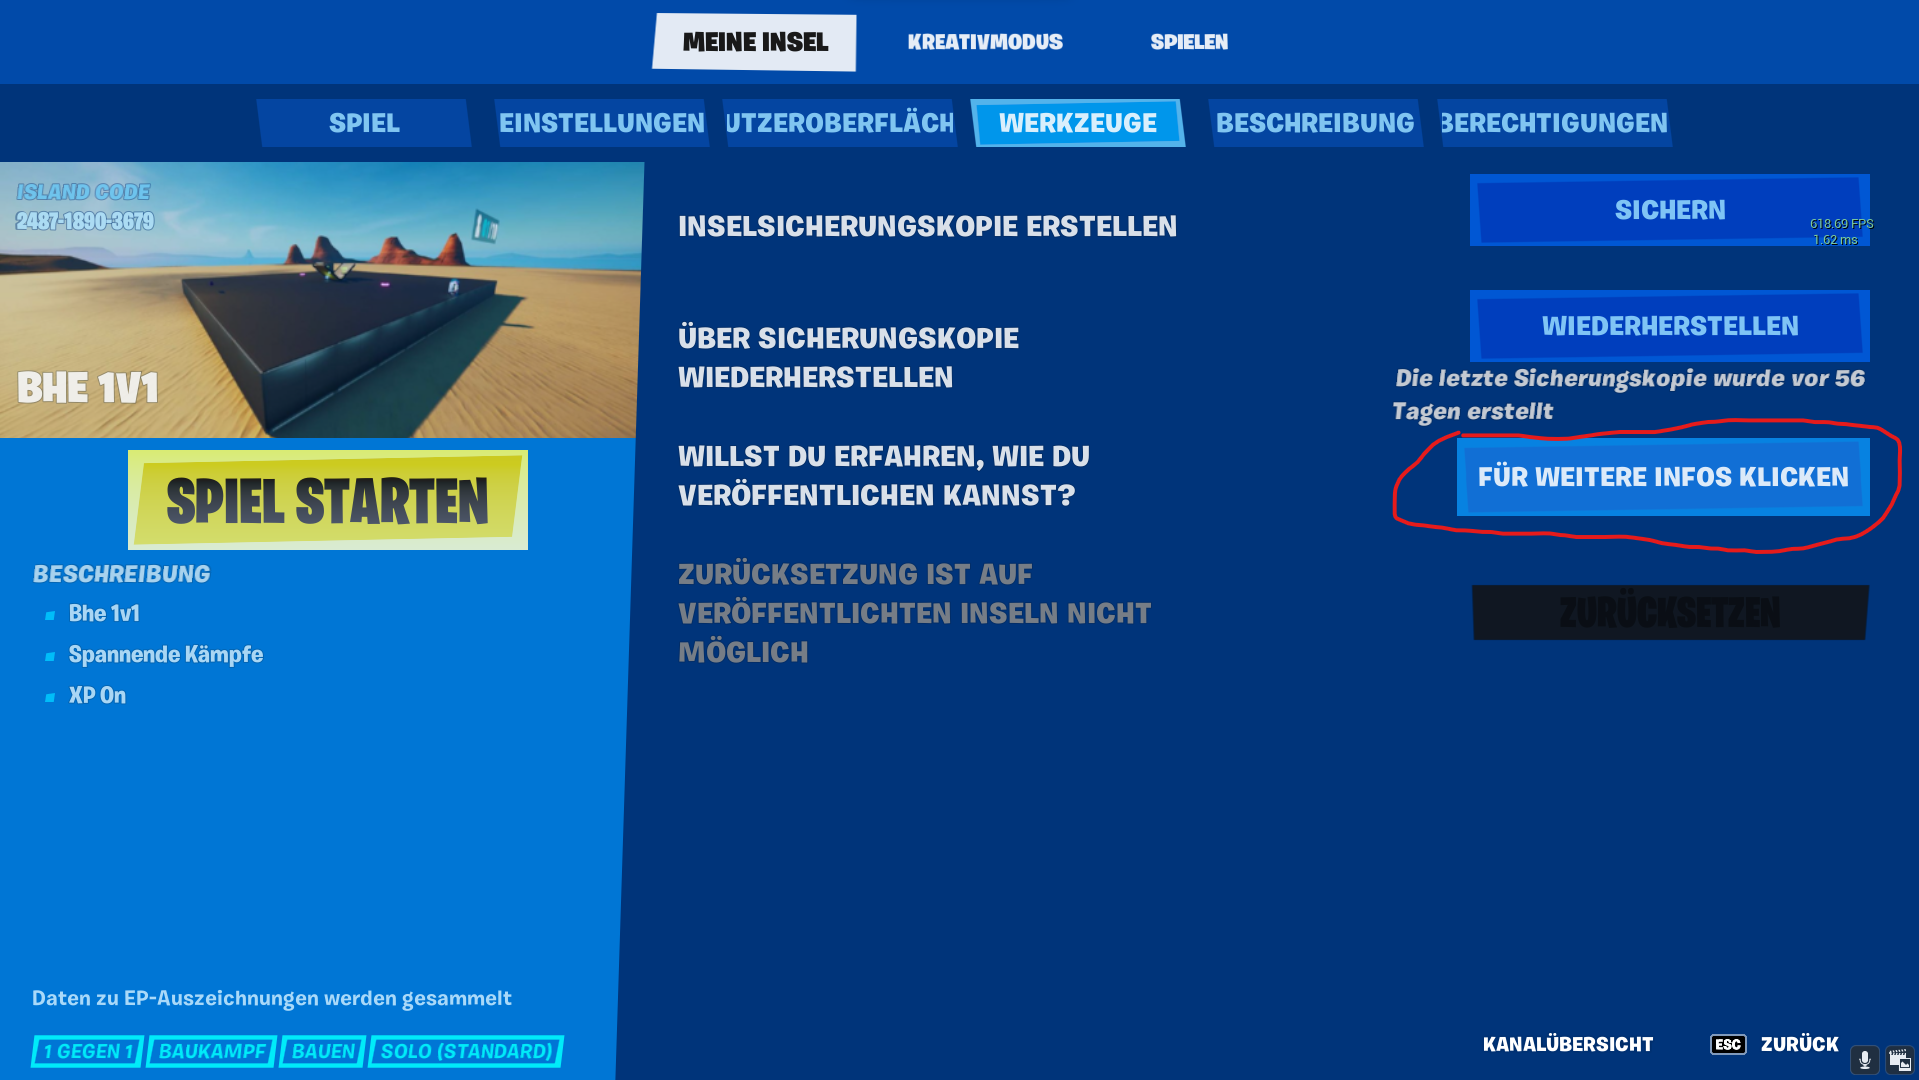 MEINE INSEL
KREATIVMODUS
SPIELEN
SPIEL
EINSTELLUNGEN
UTZEROBERFLÄCH
WERKZEUGE
BESCHREIBUNG
BERECHTIGUNGEN
ISLAND CODE
2487-1890-3679
BHE 1V1
SPIEL STARTEN
BESCHREIBUNG
Bhe 1v1
Spannende Kämpfe
XP On
Daten zu EP-Auszeichnungen werden gesammelt
1 GEGEN 1
BAUKAMPF
BAUEN
SOLO (STANDARD)
INSELSICHERUNGSKOPIE ERSTELLEN
SICHERN
618.69 FPS
1.62 ms
ÜBER SICHERUNGSKOPIE
WIEDERHERSTELLEN
WIEDERHERSTELLEN
Die letzte Sicherungskopie wurde vor 56
Tagen erstellt
WILLST DU ERFAHREN, WIE DU
VERÖFFENTLICHEN KANNST?
FÜR WEITERE INFOS KLICKEN
ZURÜCKSETZUNG IST AUF
VERÖFFENTLICHTEN INSELN NICHT
MÖGLICH
ZURÜCKSETZEN
KANALÜBERSICHT
ESC
ZURÜCK